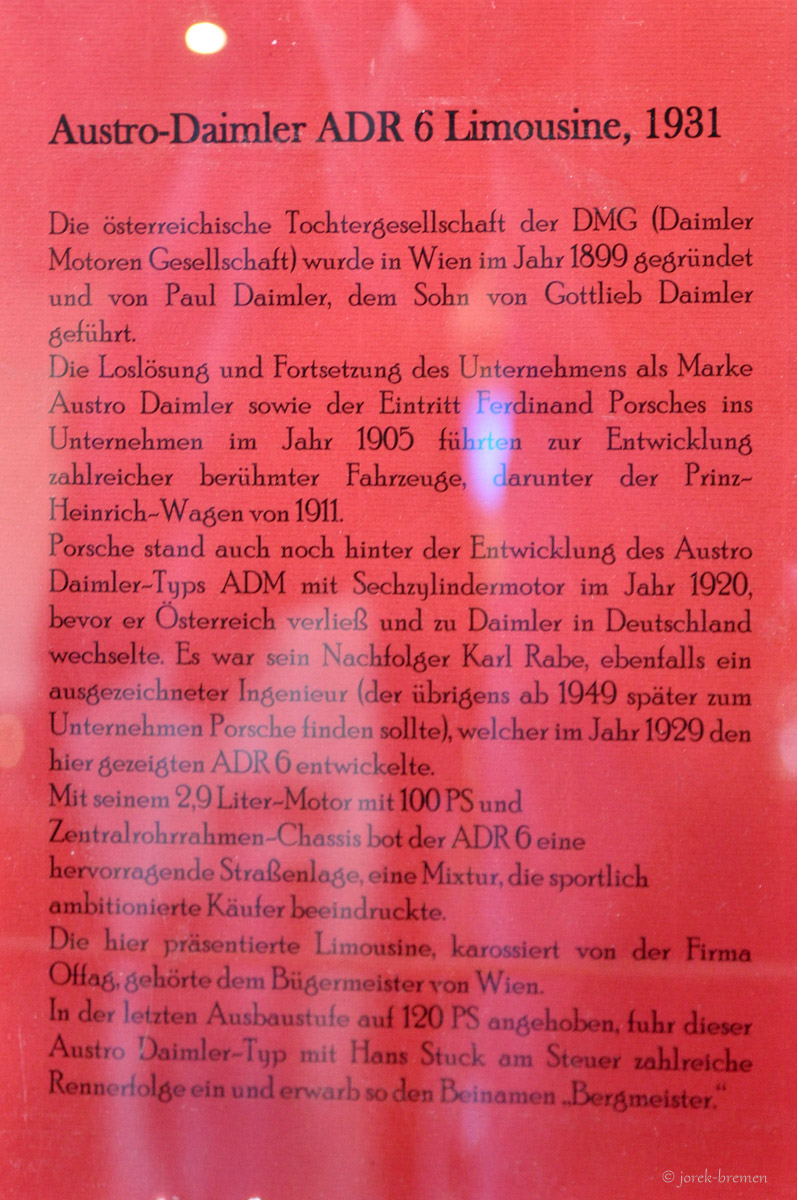 Austro-Daimler ADR 6 Limousine, 1931
Die österreichische Tochtergesellschaft der DMG (Daimler
Motoren Gesellschaft) wurde in Wien im Jahr 1899 gegründet
und von Paul Daimler, dem Sohn von Gottlieb Daimler
geführt.
Die Loslösung und Fortsetzung des Unternehmens als Marke
Austro Daimler sowie der Eintritt Ferdinand Porsches ins
Unternehmen im Jahr 1905 führten zur Entwicklung
zahlreicher berühmter Fahrzeuge, darunter der Prinz-
Heinrich-Wagen von 1911.
Porsche stand auch noch hinter der Entwicklung des Austro
Daimler-Typs ADM mit Sechzylindermotor im Jahr 1920,
bevor er Österreich verließ und zu Daimler in Deutschland
wechselte. Es war sein Nachfolger Karl Rabe, ebenfalls ein
ausgezeichneter Ingenieur (der übrigens ab 1949 später zum
Unternehmen Porsche finden sollte), welcher im Jahr 1929 den
hier gezeigten ADR 6 entwickelte.
Mit seinem 2,9 Liter-Motor mit 100 PS und
Zentralrohrrahmen-Chassis bot der ADR 6 eine
hervorragende Straßenlage, eine Mixtur, die sportlich
ambitionierte Käufer beeindruckte.
Die hier präsentierte Limousine, karossiert von der Firma
Offag, gehörte dem Bügermeister von Wien.
In der letzten Ausbaustufe auf 120 PS angehoben, fuhr dieser
Austro Daimler-Typ mit Hans Stuck am Steuer zahlreiche
Rennerfolge ein und erwarb so den Beinamen „Bergmeister.“
© jorek-bremen